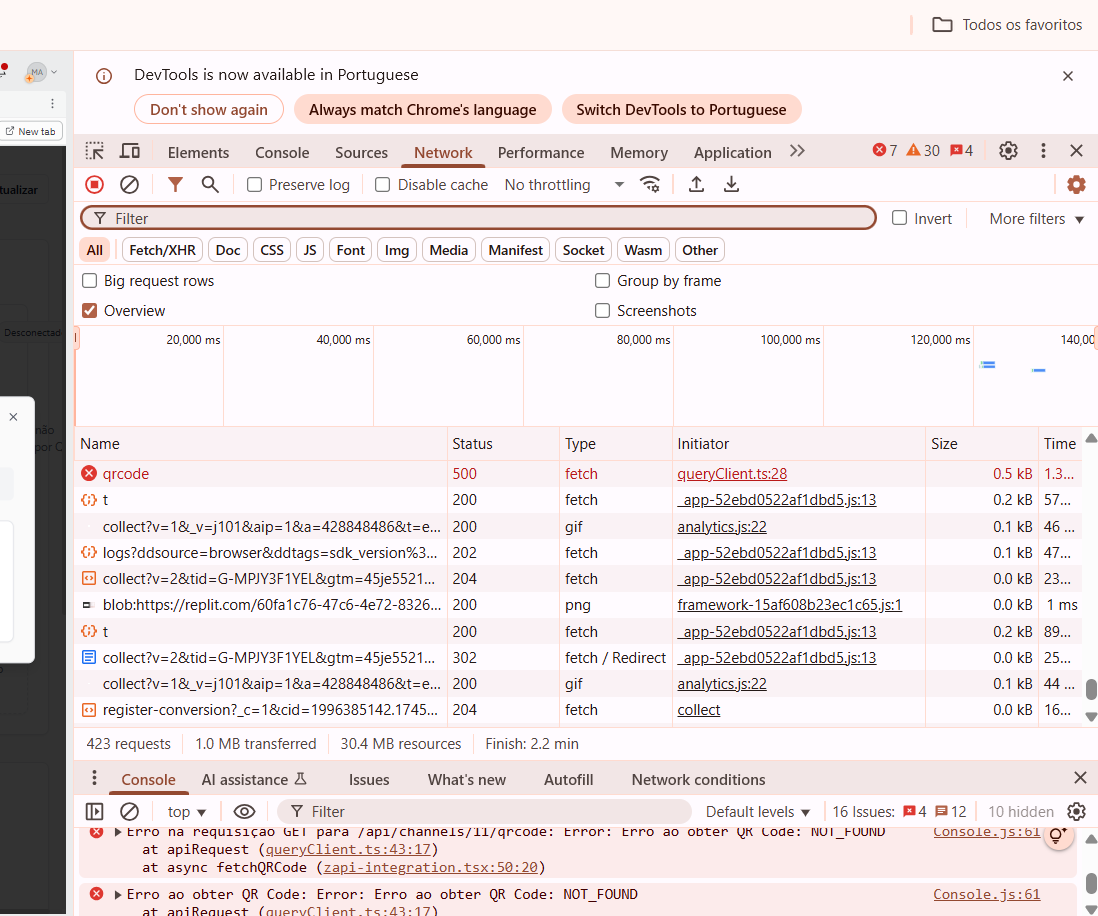 Todos os favoritos
MA
DevTools is now available in Portuguese
Don't show again
Always match Chrome's language
Switch DevTools to Portuguese
New tab
Elements Console Sources Network Performance Memory Application 7 30 4
tualizar
Preserve log Disable cache No throttling
Filter Invert More filters
All Fetch/XHR Doc CSS JS Font Img Media Manifest Socket Wasm Other
Big request rows Group by frame
Overview Screenshots
Desconectado
20,000 ms 40,000 ms 60,000 ms 80,000 ms 100,000 ms 120,000 ms 140,00
não
por C
Name Status Type Initiator Size Time
qrcode 500 fetch queryClient.ts:28 0.5 kB 1.3...
t 200 fetch _app-52ebd0522af1dbd5.js:13 0.2 kB 57...
collect?v=1&_v=j101&aip=1&a=428848486&t=e... 200 gif analytics.js:22 0.1 kB 46 ...
logs?ddsource=browser&ddtags=sdk_version%3... 202 fetch _app-52ebd0522af1dbd5.js:13 0.1 kB 47...
collect?v=2&tid=G-MPJY3F1YEL&gtm=45je5521... 204 fetch _app-52ebd0522af1dbd5.js:13 0.0 kB 23...
blob:https://replit.com/60fa1c76-47c6-4e72-8326... 200 png framework-15af608b23ec1c65.js:1 0.0 kB 1 ms
t 200 fetch _app-52ebd0522af1dbd5.js:13 0.2 kB 89...
collect?v=2&tid=G-MPJY3F1YEL&gtm=45je5521... 302 fetch / Redirect _app-52ebd0522af1dbd5.js:13 0.0 kB 25...
collect?v=1&_v=j101&aip=1&a=428848486&t=e... 200 gif analytics.js:22 0.1 kB 44 ...
register-conversion?_c=1&cid=1996385142.1745... 204 fetch collect 0.0 kB 16...
423 requests 1.0 MB transferred 30.4 MB resources Finish: 2.2 min
Console AI assistance Issues What's new Autofill Network conditions
top Filter Default levels 16 Issues: 4 12 10 hidden
Erro na requisição GET para /api/channels/11/qrcode: Error: Erro ao obter QR Code: NOT_FOUND Console.js:61
at apiRequest (queryClient.ts:43:17)
at async fetchQRCode (zapi-integration.tsx:50:20)
Erro ao obter QR Code: Error: Erro ao obter QR Code: NOT_FOUND Console.js:61
at apiRequest (queryClient.ts:43:17)